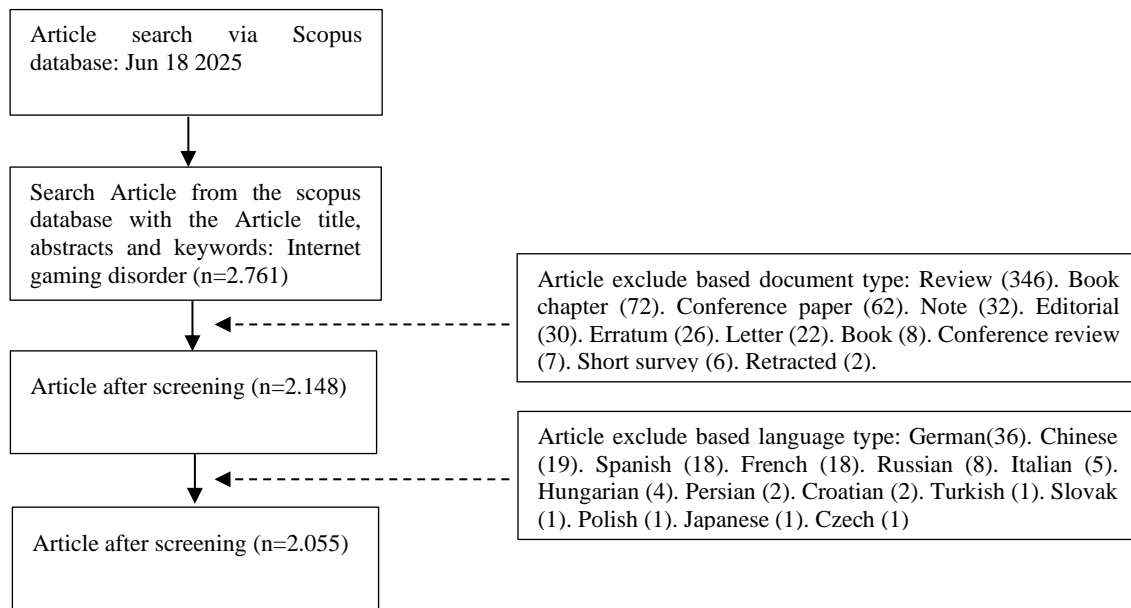 Article search via Scopus
database: Jun 18 2025
Search Article from the scopus
database with the Article title,
abstracts and keywords: Internet
gaming disorder (n=2.761)
Article exclude based document type: Review (346). Book
chapter (72). Conference paper (62). Note (32). Editorial
(30). Erratum (26). Letter (22). Book (8). Conference review
(7). Short survey (6). Retracted (2).
Article after screening (n=2.148)
Article exclude based language type: German(36). Chinese
(19). Spanish (18). French (18). Russian (8). Italian (5).
Hungarian (4). Persian (2). Croatian (2). Turkish (1). Slovak
(1). Polish (1). Japanese (1). Czech (1)
Article after screening (n=2.055)